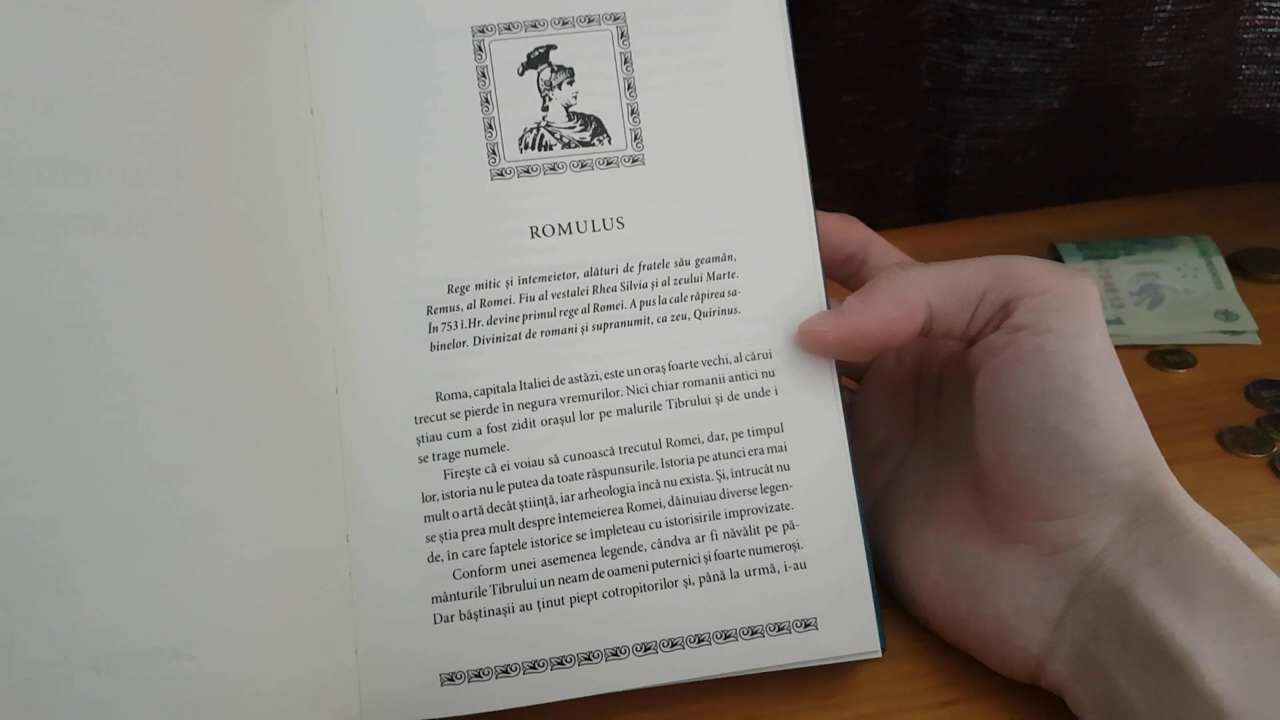 ROMULUS
Rege mitic și întemeietor, alături de fratele său geamăn,
Remus, al Romei. Fiu al vestalei Rhea Silvia și al zeului Marte.
În 753 î.Hr. devine primul rege al Romei. A pus la cale răpirea sa-
binelor. Divinizat de romani și supranumit, ca zeu, Quirinus.
Roma, capitala Italiei de astăzi, este un oraș foarte vechi, al cărui
trecut se pierde în negura vremurilor. Nici chiar romanii antici nu
știau cum a fost zidit orașul lor pe malurile Tibrului și de unde i
se trage numele.
Firește că ei voiau să cunoască trecutul Romei, dar, pe timpul
lor, istoria nu le putea da toate răspunsurile. Istoria pe atunci era mai
mult o artă decât știință, iar arheologia încă nu exista. Și, întrucât nu
se știa prea mult despre întemeierea Romei, dăinuiau diverse legen-
de, în care faptele istorice se împleteau cu istorisirile improvizate.
Conform unei asemenea legende, cândva ar fi năvălit pe pă-
mânturile Tibrului un neam de oameni puternici și foarte numeroși.
Dar băștinașii au ținut piept cotropitorilor și, până la urmă, i-au